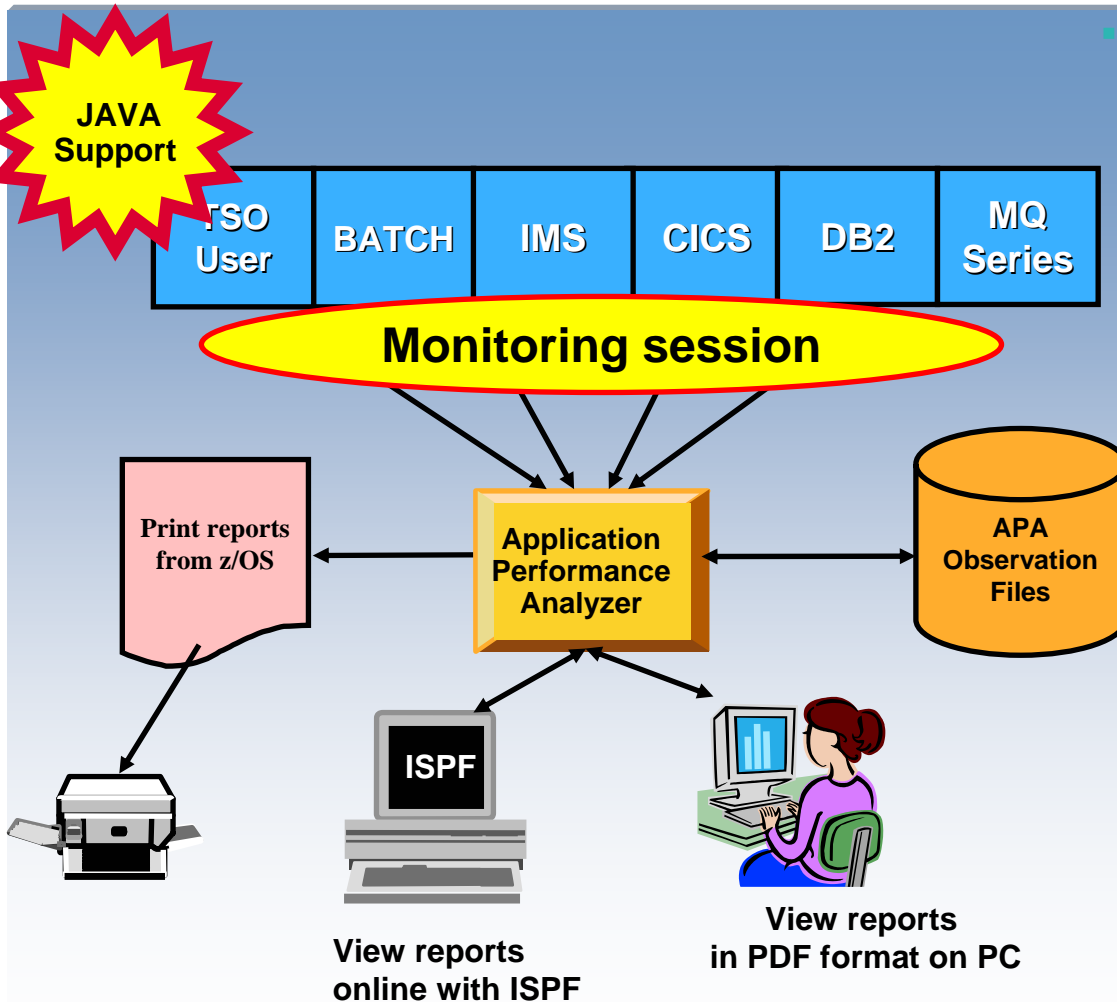 JAVA
Support
TSO
User
BATCH
IMS
CICS
DB2
MQ
Series
Monitoring session
Print reports
from z/OS
Application
Performance
Analyzer
APA
Observation
Files
ISPF
View reports
online with ISPF
View reports
in PDF format on PC